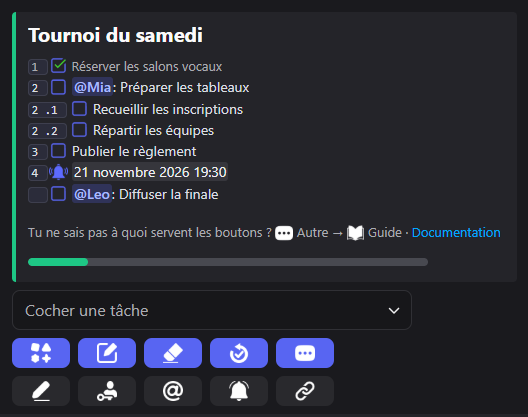 Tournoi du samedi
1 Réserver les salons vocaux
2 @Mia: Préparer les tableaux
2 .1 Recueillir les inscriptions
2 .2 Répartir les équipes
3 Publier le règlement
4 21 novembre 2026 19:30
@Leo: Diffuser la finale
Tu ne sais pas à quoi servent les boutons ? Autre → Guide · Documentation
Cocher une tâche